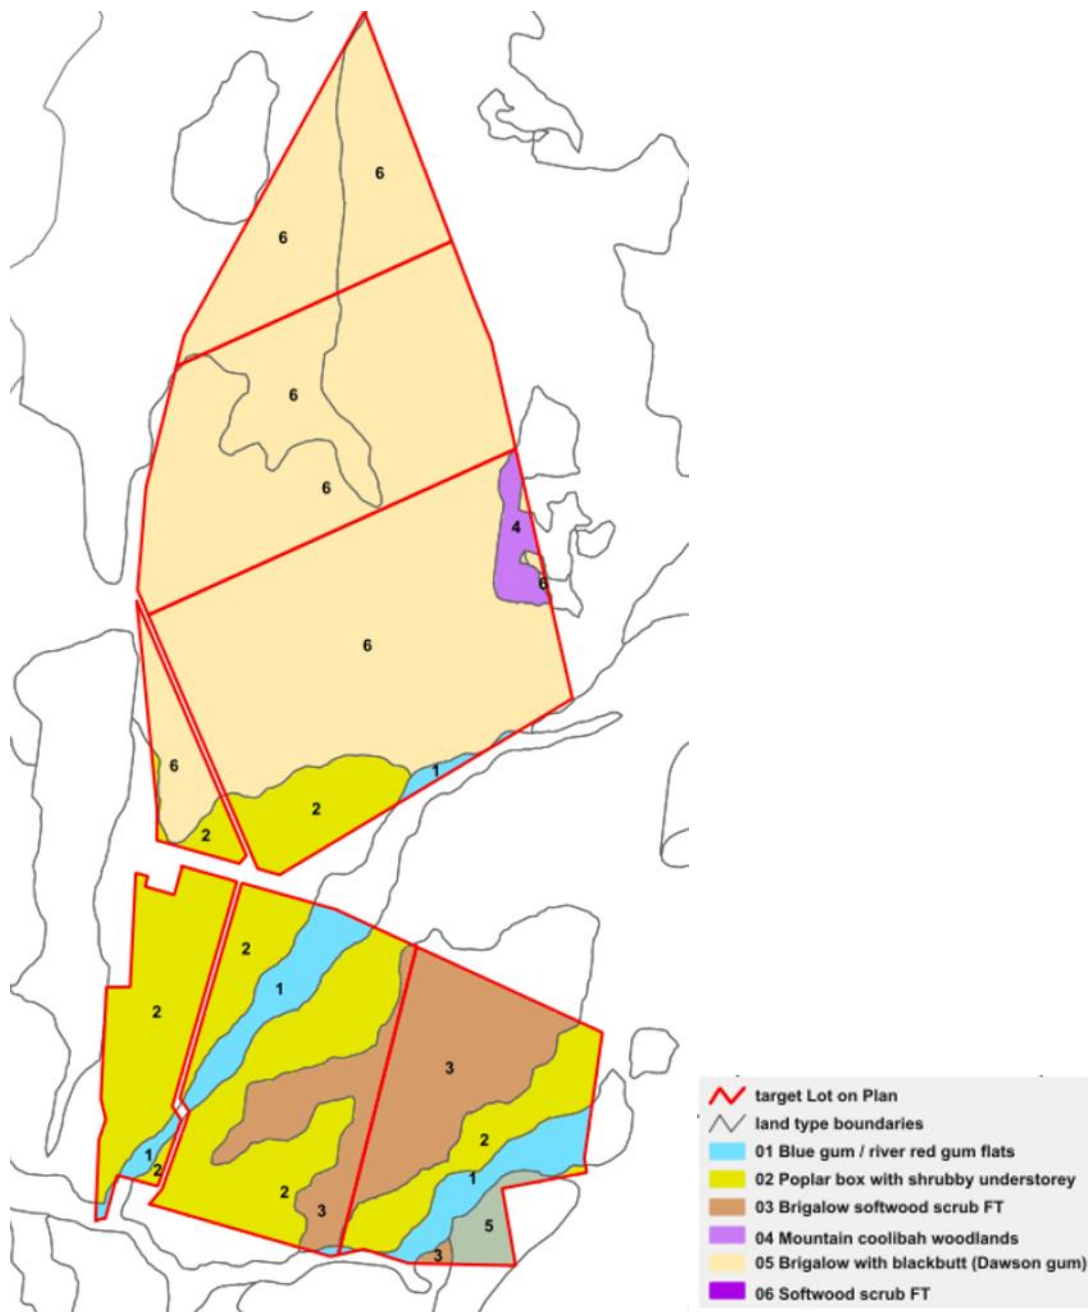 6
6
6
4
6
6
6
6
1
2
2
2
1
2
3
2
1
2
1
2
3
5
3
target Lot on Plan
land type boundaries
01 Blue gum / river red gum flats
02 Poplar box with shrubby understorey
03 Brigalow softwood scrub FT
04 Mountain coolibah woodlands
05 Brigalow with blackbutt (Dawson gum)
06 Softwood scrub FT